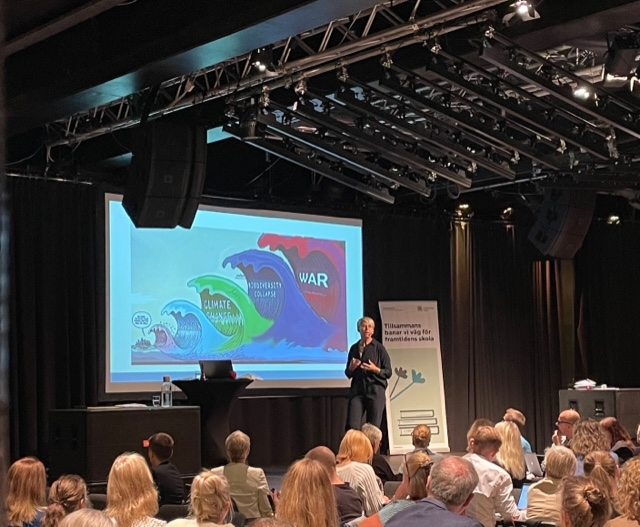 WAR
BIODIVERSITY
COLLAPSE
CLIMATE
CHANGE
Tillsammans
banar vi väg för
framtidens skola